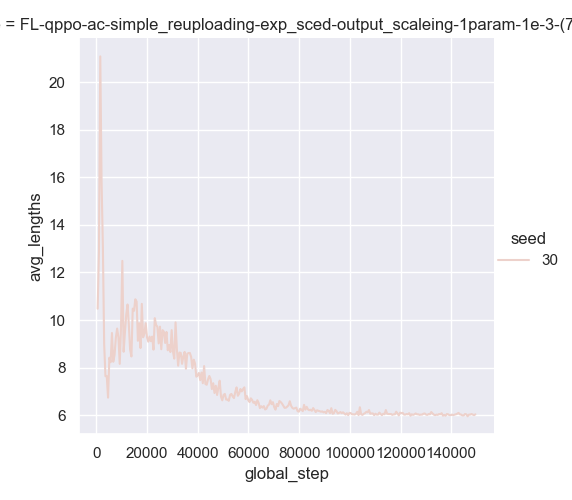 = FL-qppo-ac-simple_reuploading-exp_sced-output_scaleing-1param-1e-3-(7
20
18
16
14
12
10
8
6
avg_lengths
seed
30
0 20000 40000 60000 80000 100000 120000 140000
global_step